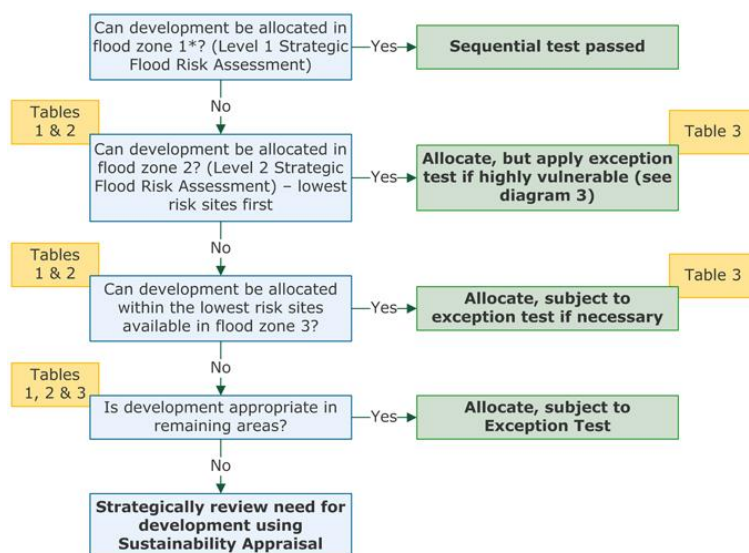 Can development be allocated in
flood zone 1*? (Level 1 Strategic
Flood Risk Assessment)
Yes
Sequential test passed
No
Tables
1 & 2
Can development be allocated in
flood zone 2? (Level 2 Strategic
Flood Risk Assessment) – lowest
risk sites first
Yes
Table 3
Allocate, but apply exception
test if highly vulnerable (see
diagram 3)
No
Tables
1 & 2
Can development be allocated
within the lowest risk sites
available in flood zone 3?
Yes
Table 3
Allocate, subject to
exception test if necessary
No
Tables
1, 2 & 3
Is development appropriate in
remaining areas?
Yes
Allocate, subject to
Exception Test
No
Strategically review need for
development using
Sustainability Appraisal